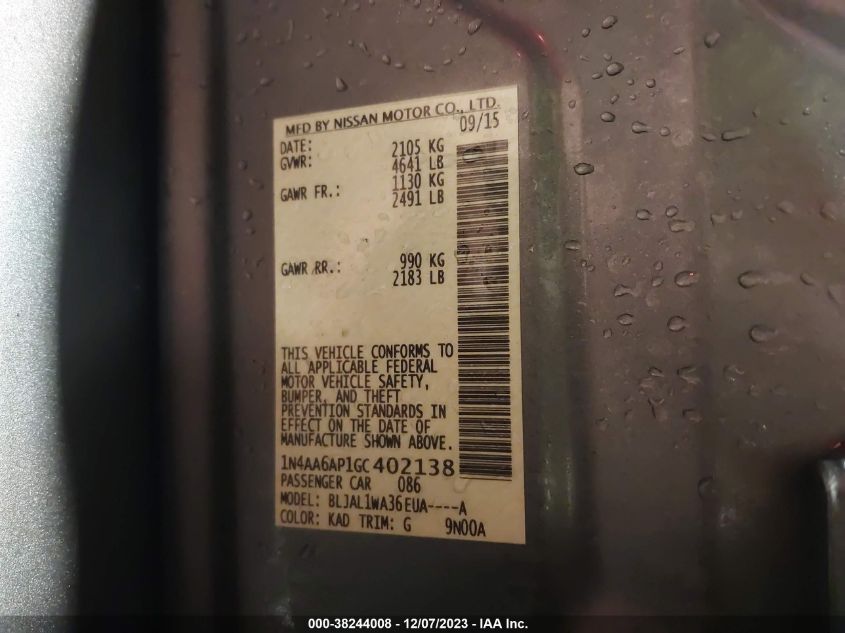 MFD BY NISSAN MOTOR CO., LTD.
DATE: 09/15
GVWR: 2105 KG
4641 LB
GAWR FR.: 1130 KG
2491 LB
GAWR RR.: 990 KG
2183 LB
THIS VEHICLE CONFORMS TO
ALL APPLICABLE FEDERAL
MOTOR VEHICLE SAFETY,
BUMPER, AND THEFT
PREVENTION STANDARDS IN
EFFECT ON THE DATE OF
MANUFACTURE SHOWN ABOVE.
1N4AA6AP1GC402138
PASSENGER CAR 086
MODEL: BLJAL1WA36EUA----A
COLOR: KAD TRIM: G 9N00A
000-38244008 - 12/07/2023 - IAA Inc.